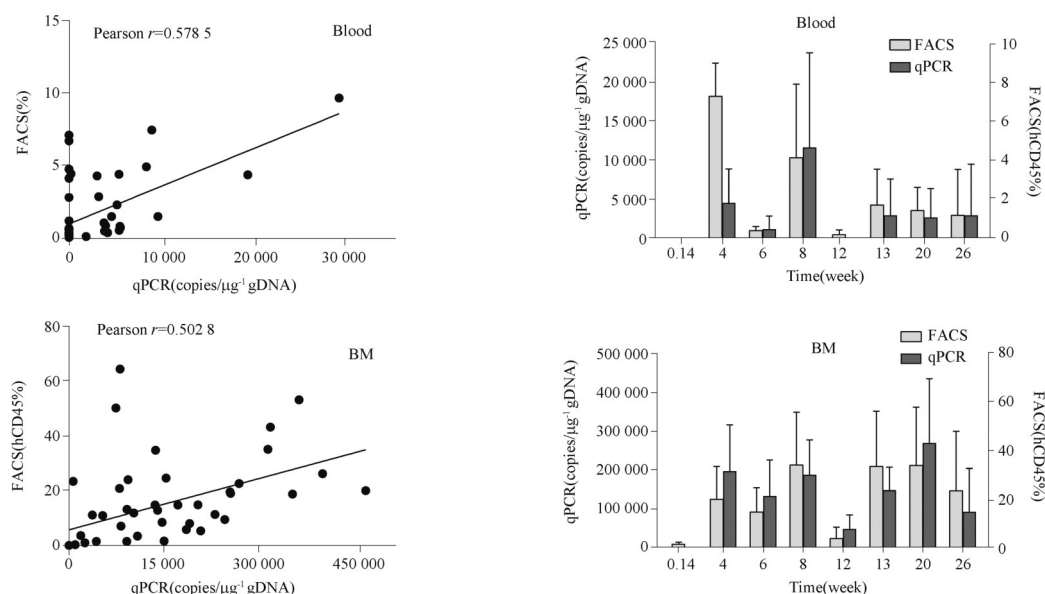 Pearson r=0.578 5
Blood
FACS(%)
15
10
5
0
0
10 000
20 000
30 000
qPCR(copies/μg⁻¹ gDNA)
Blood
FACS
qPCR
qPCR(copies/μg⁻¹ gDNA)
25 000
20 000
15 000
10 000
5 000
0
10
8
6
4
2
0
FACS(hCD45%)
0.14 4 6 8 12 13 20 26
Time(week)
Pearson r=0.502 8
BM
FACS(hCD45%)
80
60
40
20
0
0
15 000
300 000
450 000
qPCR(copies/μg⁻¹ gDNA)
BM
FACS
qPCR
qPCR(copies/μg⁻¹ gDNA)
500 000
400 000
300 000
200 000
100 000
0
80
60
40
20
0
FACS(hCD45%)
0.14 4 6 8 12 13 20 26
Time(week)